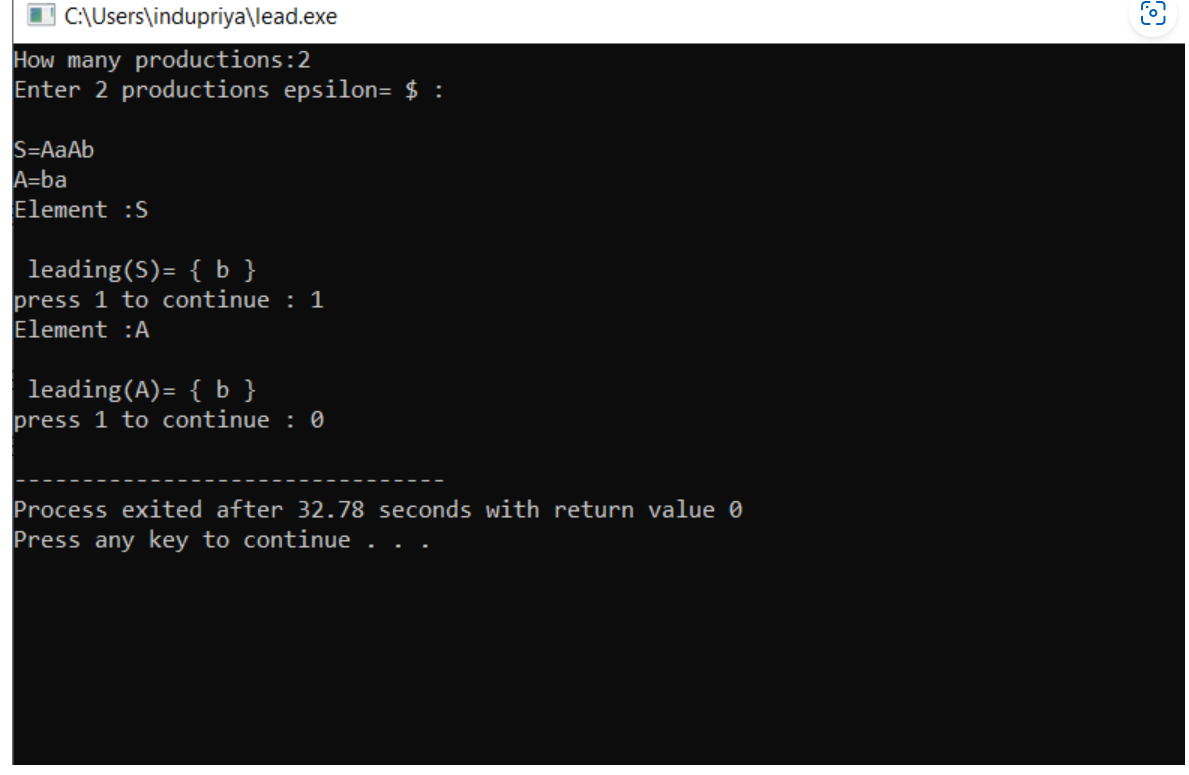 C:\Users\indupriya\lead.exe
How many productions:2
Enter 2 productions epsilon= $ :
S=AaAb
A=ba
Element :S
leading(S)= { b }
press 1 to continue : 1
Element :A
leading(A)= { b }
press 1 to continue : 0
--------------------------------
Process exited after 32.78 seconds with return value 0
Press any key to continue . . .